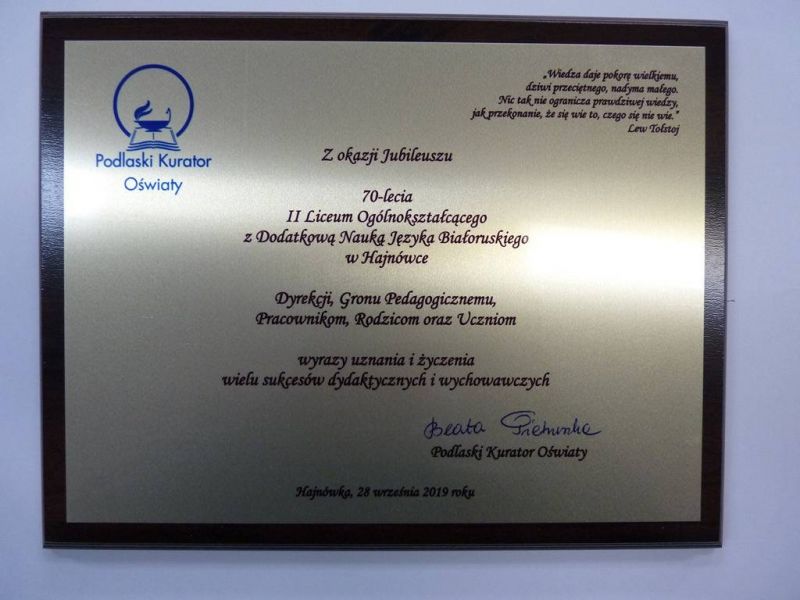 Podlaski Kurator
Oświaty
„Wiedza daje pokorę wielkiemu,
dziwi przeciętnego, nadyma małego.
Nic tak nie ogranicza prawdziwej wiedzy,
jak przekonanie, że się wie to, czego się nie wie.”
Lew Tołstoj
Z okazji Jubileuszu
70-lecia
II Liceum Ogólnokształcącego
z Dodatkową Nauką Języka Białoruskiego
w Hajnówce
Dyrekcji, Gronu Pedagogicznemu,
Pracownikom, Rodzicom oraz Uczniom
wyrazy uznania i życzenia
wielu sukcesów dydaktycznych i wychowawczych
Beata
Podlaski Kurator Oświaty
Hajnówka, 28 września 2019 roku